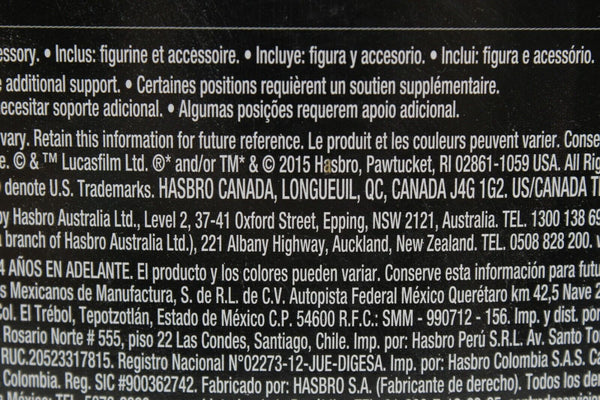 ssory. • Inclus: figurine et accessoire. • Incluye: figura y accesorio. • Inclui: figura e acessório.
additional support. • Certaines positions requièrent un soutien supplémentaire.
necesitar soporte adicional. • Algumas posições requerem apoio adicional.
vary. Retain this information for future reference. Le produit et les couleurs peuvent varier. Conse
e. © & ™ Lucasfilm Ltd. ®* and/or TM* & © 2015 Hasbro, Pawtucket, RI 02861-1059 USA. All Rig
denote U.S. Trademarks. HASBRO CANADA, LONGUEUIL, QC, CANADA J4G 1G2. US/CANADA T
by Hasbro Australia Ltd., Level 2, 37-41 Oxford Street, Epping, NSW 2121, Australia. TEL. 1300 138 69
a branch of Hasbro Australia Ltd.), 221 Albany Highway, Auckland, New Zealand. TEL. 0508 828 200.
4 AÑOS EN ADELANTE. El producto y los colores pueden variar. Conserve esta información para futu
s Mexicanos de Manufactura, S. de R.L. de C.V. Autopista Federal México Querétaro km 42,5 Nave 2
Col. El Trébol, Tepotzotlán, Estado de México C.P. 54600 R.F.C.: SMM - 990712 - 156. Imp. y dist. por
Rosario Norte # 555, piso 22 Las Condes, Santiago, Chile. Imp. por: Hasbro Perú S.R.L. Av. Santo To
RUC.20523317815. Registro Nacional N°02273-12-JUE-DIGESA. Imp. por Hasbro Colombia S.A.S. Ca
Colombia. Reg. SIC #900362742. Fabricado por: HASBRO S.A. (Fabricante de derecho). Todos los der
México: TEL.